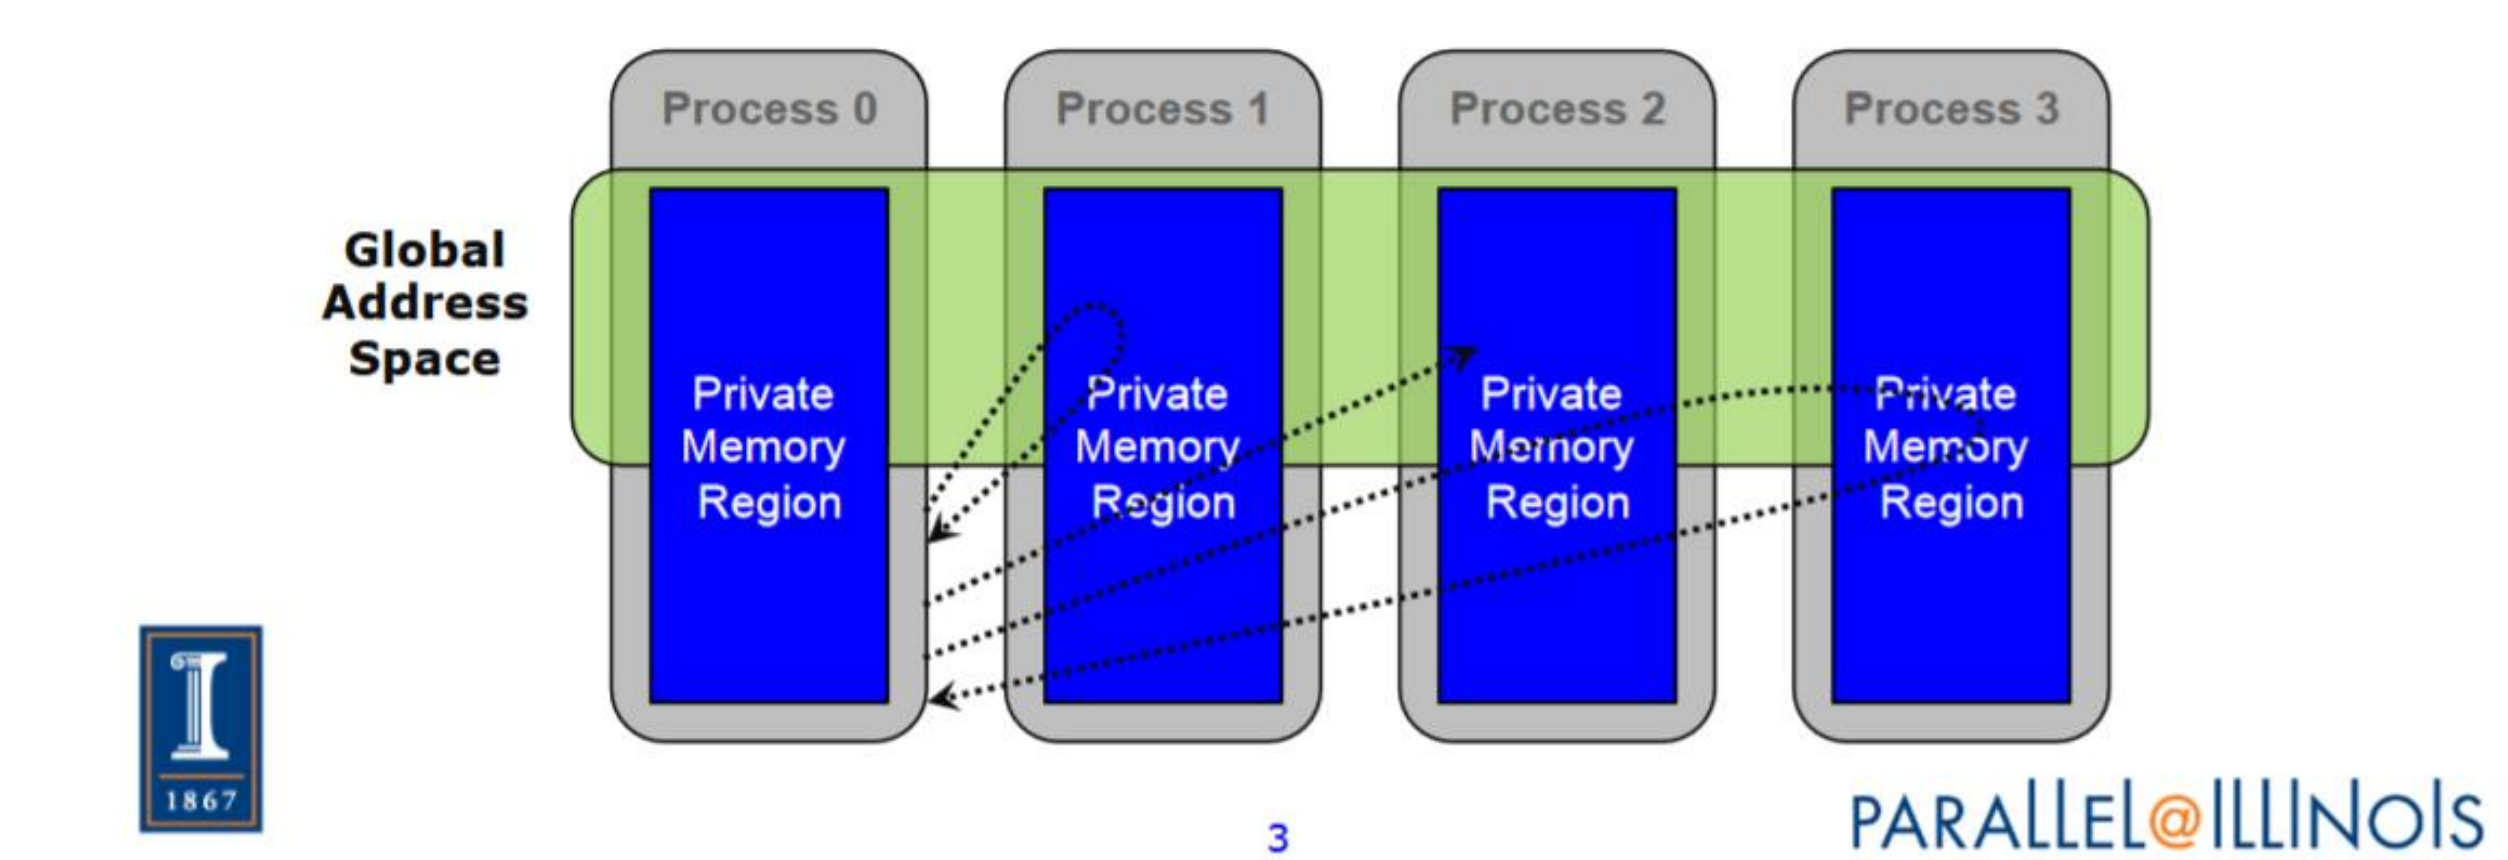 Process 0
Process 1
Process 2
Process 3
Global
Address
Space
Private
Memory
Region
Private
Memory
Region
Private
Memory
Region
Private
Memory
Region
I
1867
3
PARALLEL@ILLINOIS